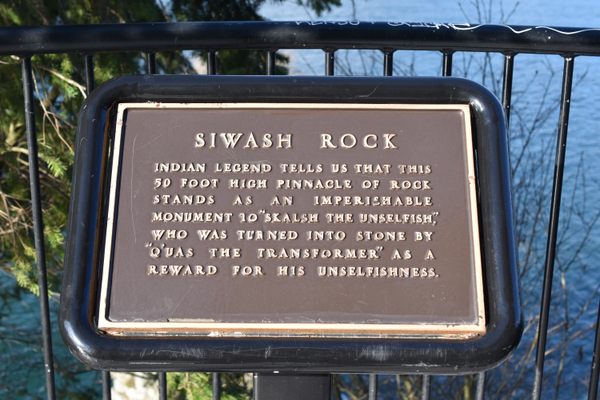 SIWASH ROCK
INDIAN LEGEND TELLS US THAT THIS
50 FOOT HIGH PINNACLE OF ROCK
STANDS AS AN IMPERISHABLE
MONUMENT TO "SKALSH THE UNSELFISH,"
WHO WAS TURNED INTO STONE BY
"Q'UAS THE TRANSFORMER" AS A
REWARD FOR HIS UNSELFISHNESS.